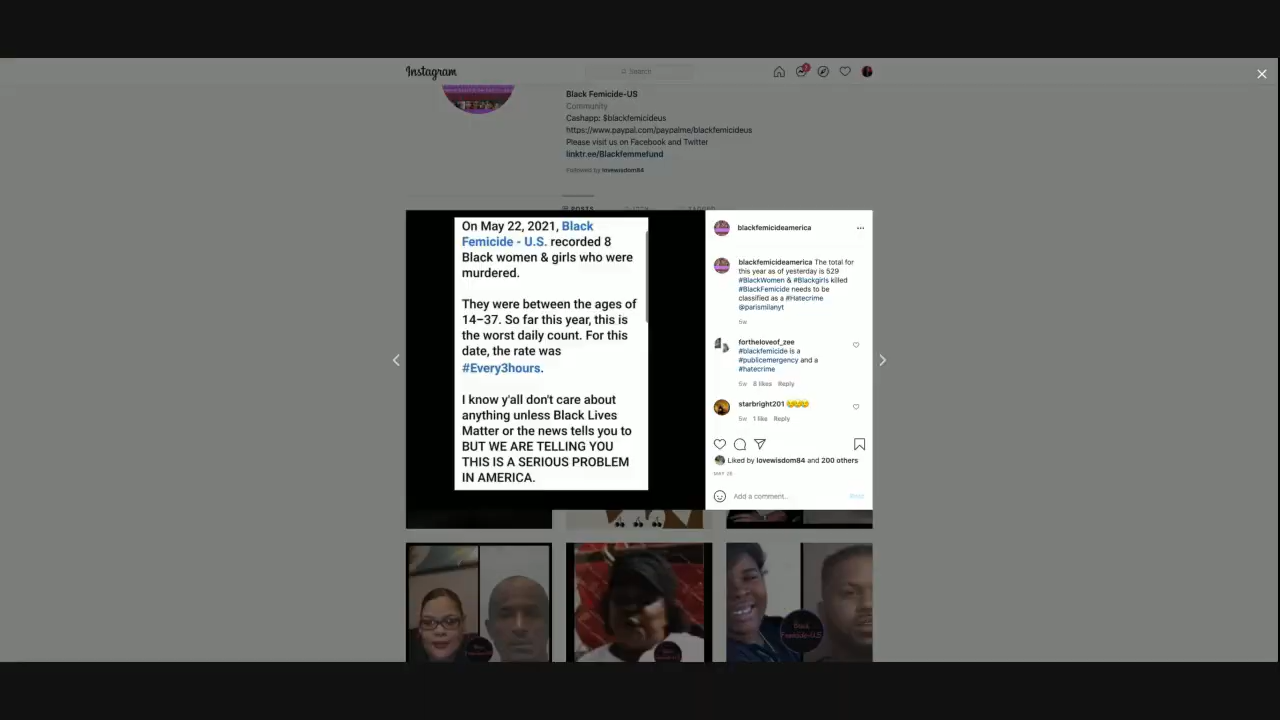 Instagram
Search
Black Femicide-US
Community
Cashapp: $blackfemicideus
https://www.paypal.com/paypalme/blackfemicideus
Please visit us on Facebook and Twitter
linktr.ee/Blackfemmefund
Followed by lovewisdom84
POSTS
On May 22, 2021, Black
Femicide - U.S. recorded 8
Black women & girls who were
murdered.
They were between the ages of
14–37. So far this year, this is
the worst daily count. For this
date, the rate was
#Every3hours.
I know y'all don't care about
anything unless Black Lives
Matter or the news tells you to
BUT WE ARE TELLING YOU
THIS IS A SERIOUS PROBLEM
IN AMERICA.
blackfemicideamerica
blackfemicideamerica The total for
this year as of yesterday is 529
#BlackWomen & #Blackgirls killed
#BlackFemicide needs to be
classified as a #Hatecrime
@parismilanyt
fortheloveof_zee
#blackfemicide is a
#publicemergency and a
#hatecrime
8 likes Reply
starbright201
1 like Reply
Liked by lovewisdom84 and 200 others
Add a comment...
Post
Black
Femicide-U.S.